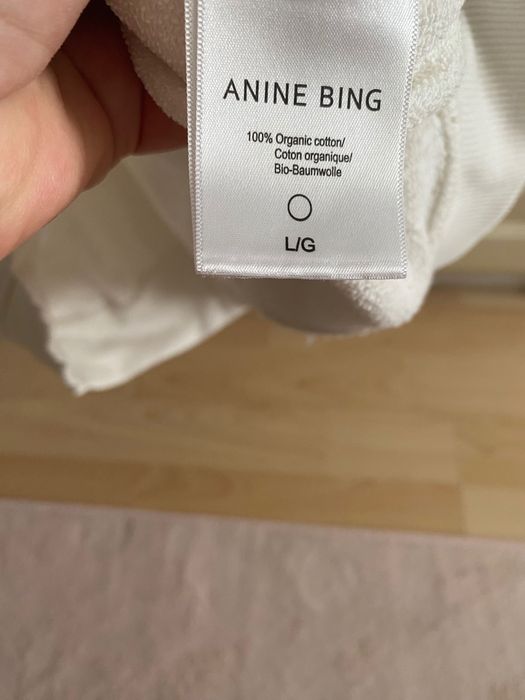 ANINE BING
100% Organic cotton/
Coton organique/
Bio-Baumwolle
L/G